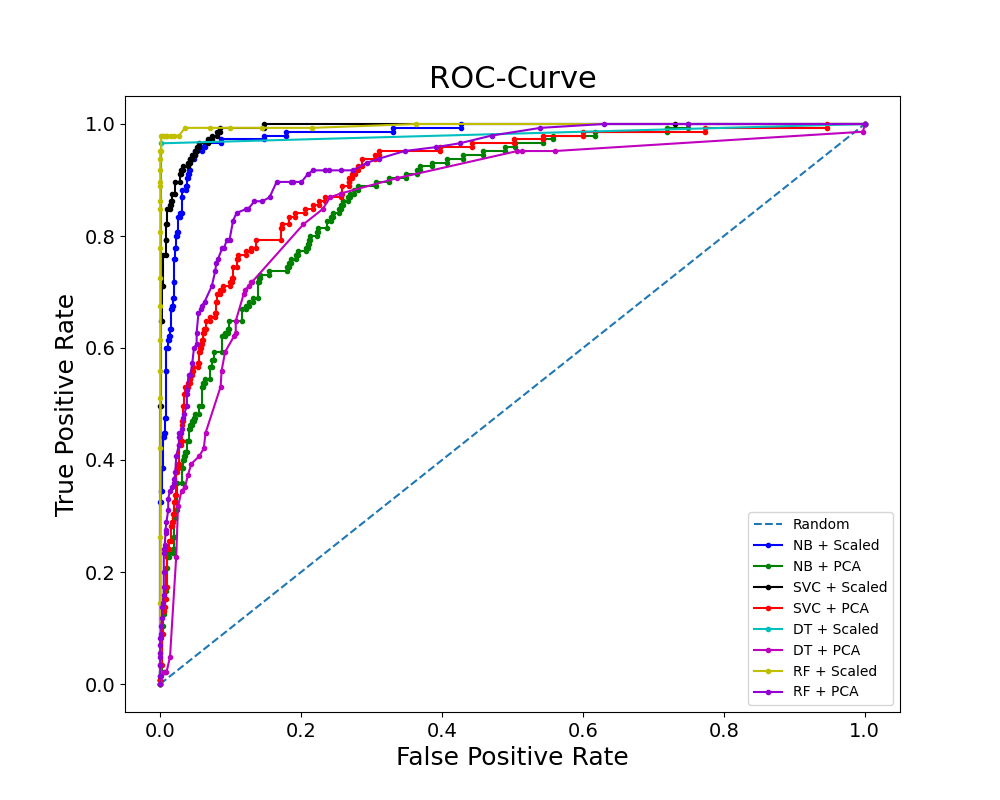 ROC-Curve
True Positive Rate
1.0
0.8
0.6
0.4
0.2
0.0
Random
NB + Scaled
NB + PCA
SVC + Scaled
SVC + PCA
DT + Scaled
DT + PCA
RF + Scaled
RF + PCA
0.0 0.2 0.4 0.6 0.8 1.0
False Positive Rate